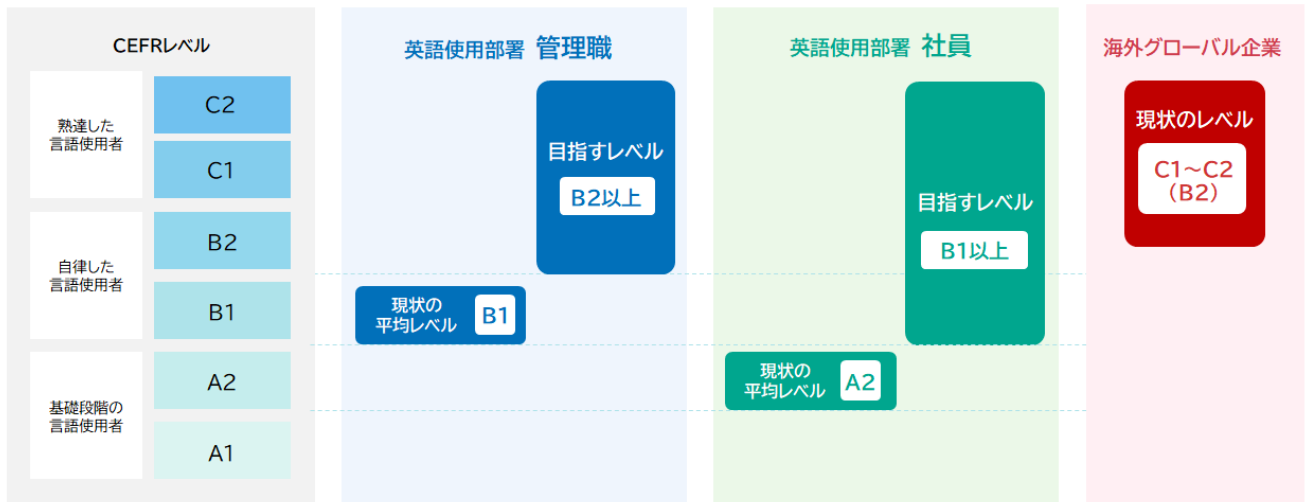 CEFRレベル
熟達した
言語使用者
C2
C1
自律した
言語使用者
B2
B1
基礎段階の
言語使用者
A2
A1
英語使用部署 管理職
目指すレベル
B2以上
現状の
平均レベル
B1
英語使用部署 社員
目指すレベル
B1以上
現状の
平均レベル
A2
海外グローバル企業
現状のレベル
C1～C2
（B2）